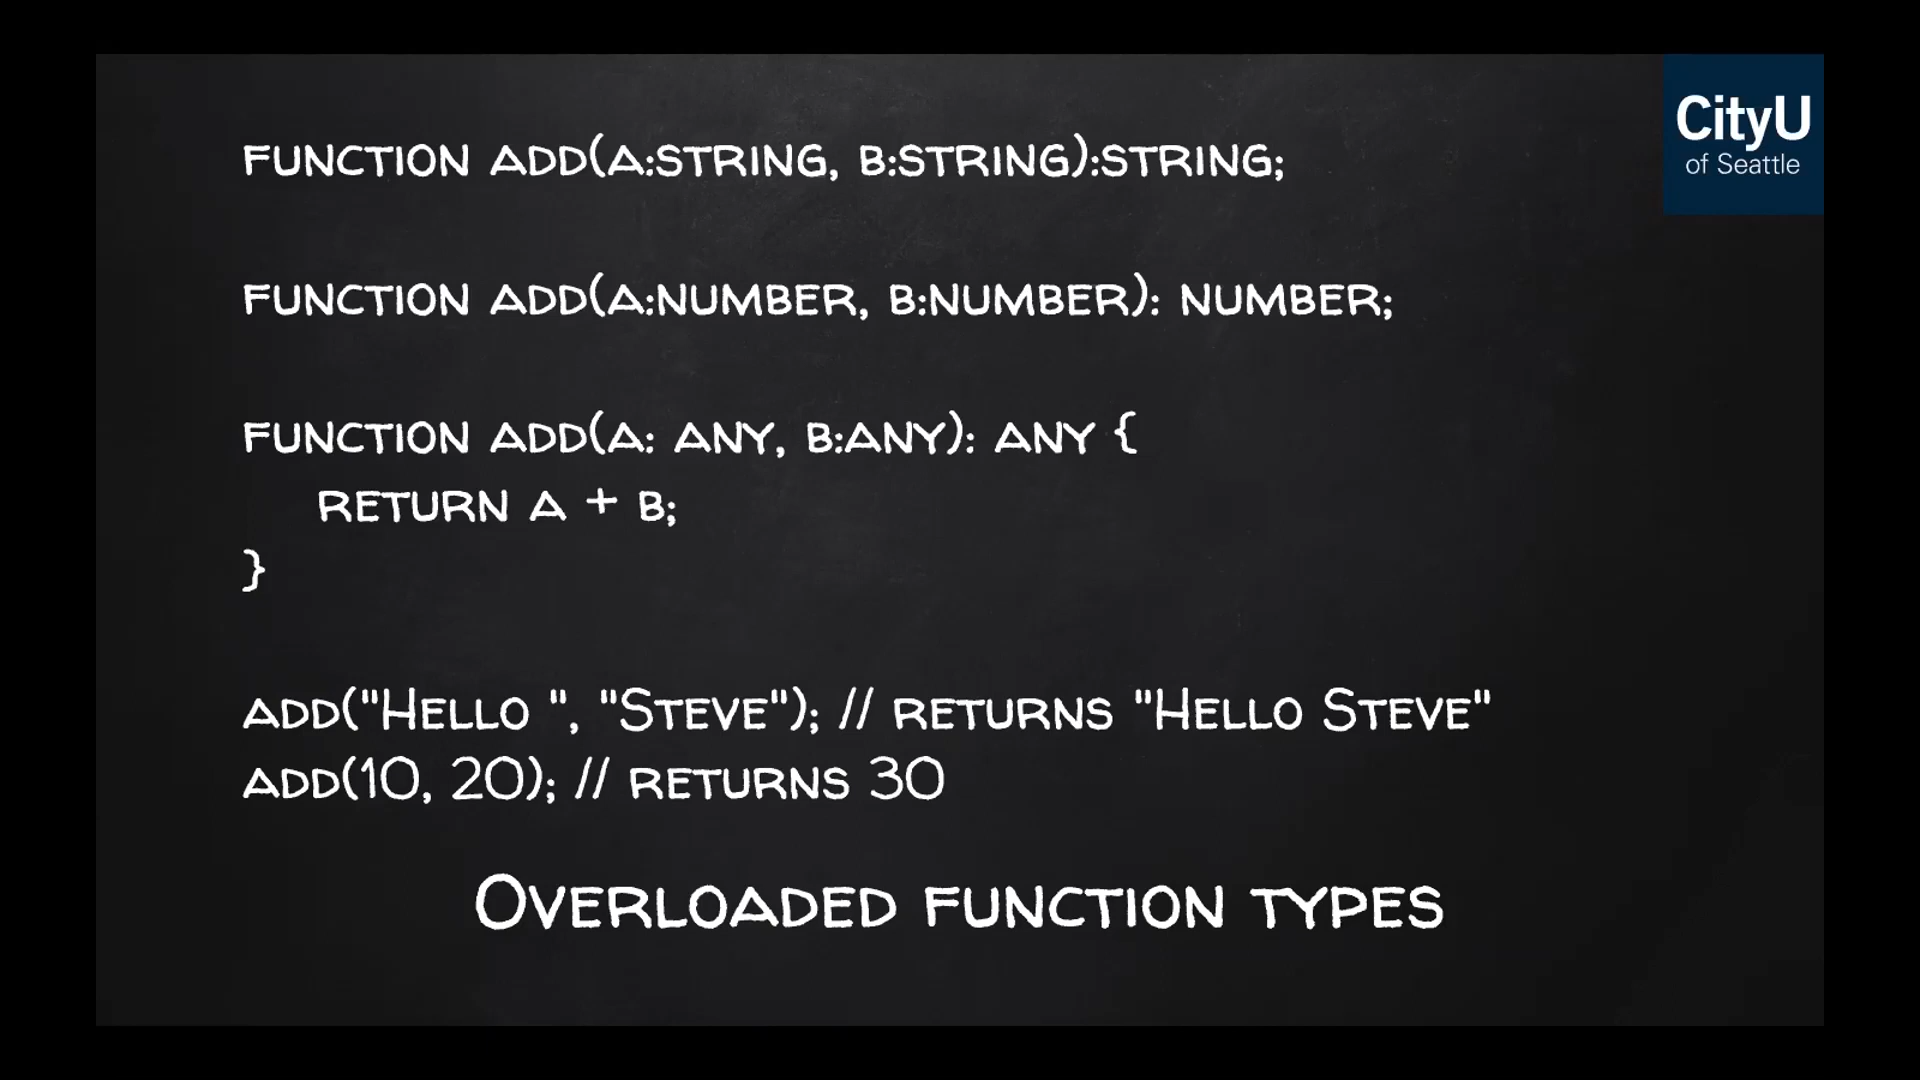 CityU
of Seattle
function add(a:string, b:string):string;
function add(a:number, b:number): number;
function add(a: any, b:any): any {
return a + b;
}
add("Hello ", "Steve"); // returns "Hello Steve"
add(10, 20); // returns 30
Overloaded function types